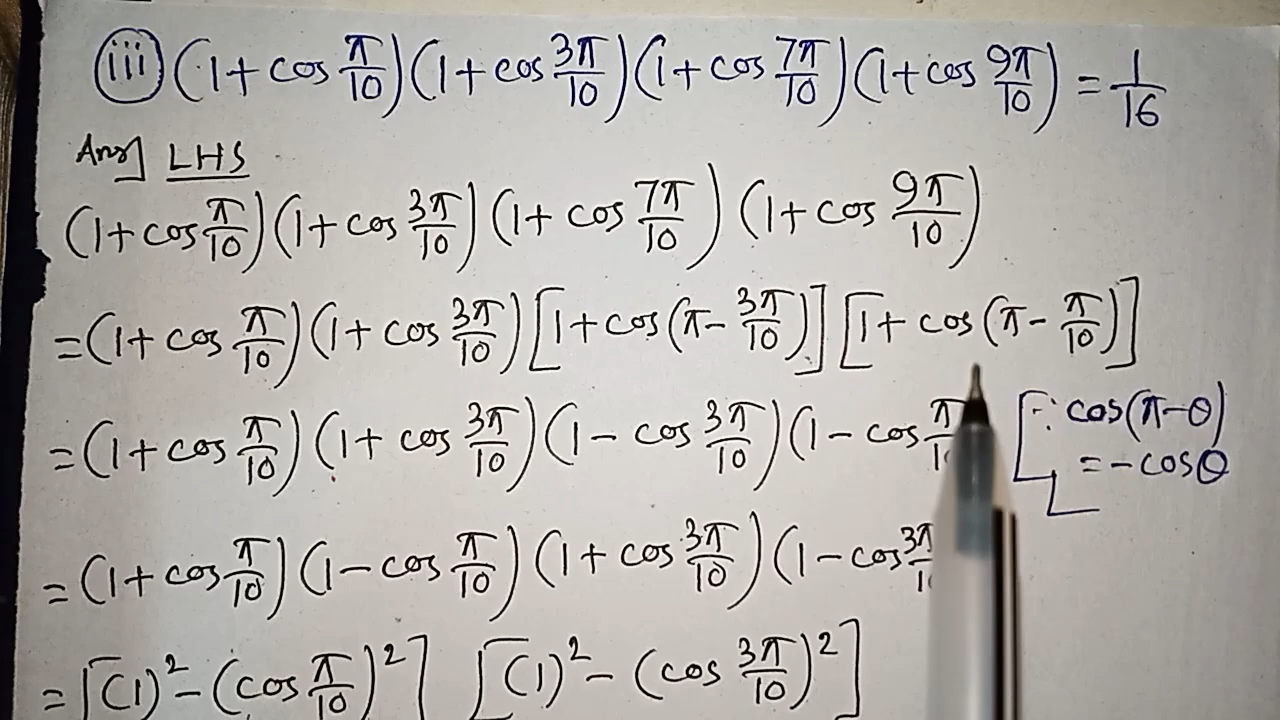 (iii) (1+cos π/10)(1+cos 3π/10)(1+cos 7π/10)(1+cos 9π/10) = 1/16
Ans] LHS
(1+cos π/10)(1+cos 3π/10)(1+cos 7π/10)(1+cos 9π/10)
=(1+cos π/10)(1+cos 3π/10)[1+cos(π-3π/10)][1+cos(π-π/10)]
=(1+cos π/10)(1+cos 3π/10)(1-cos 3π/10)(1-cos π/1
[∵ cos(π-θ)
=-cosθ
=(1+cos π/10)(1-cos π/10)(1+cos 3π/10)(1-cos 3π/1
=[(1)²-(cos π/10)²] [(1)²-(cos 3π/10)²]